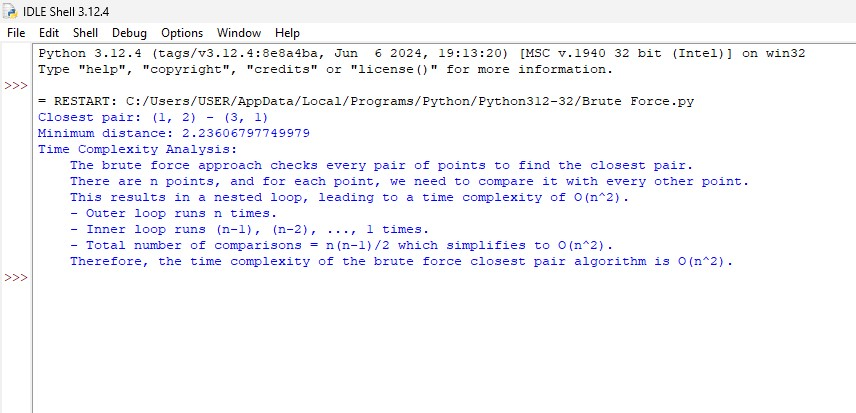 IDLE Shell 3.12.4
File Edit Shell Debug Options Window Help
Python 3.12.4 (tags/v3.12.4:8e8a4ba, Jun  6 2024, 19:13:20) [MSC v.1940 32 bit (Intel)] on win32
Type "help", "copyright", "credits" or "license()" for more information.
>>>
= RESTART: C:/Users/USER/AppData/Local/Programs/Python/Python312-32/Brute Force.py
Closest pair: (1, 2) - (3, 1)
Minimum distance: 2.23606797749979
Time Complexity Analysis:
    The brute force approach checks every pair of points to find the closest pair.
    There are n points, and for each point, we need to compare it with every other point.
    This results in a nested loop, leading to a time complexity of O(n^2).
    - Outer loop runs n times.
    - Inner loop runs (n-1), (n-2), ..., 1 times.
    - Total number of comparisons = n(n-1)/2 which simplifies to O(n^2).
    Therefore, the time complexity of the brute force closest pair algorithm is O(n^2).
>>>